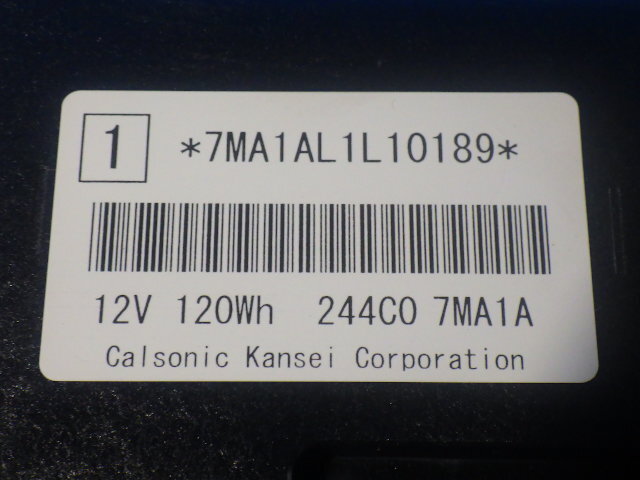 1 *7MA1AL1L10189*
12V 120Wh 244C0 7MA1A
Calsonic Kansei Corporation